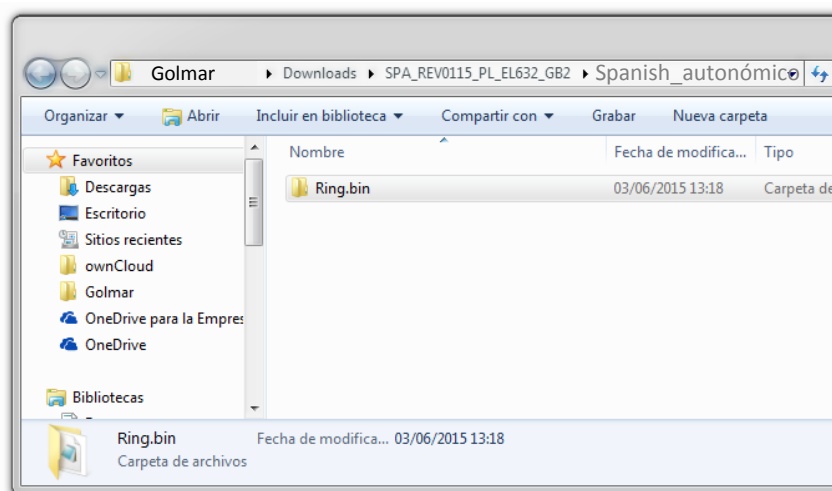 Golmar ▸ Downloads ▸ SPA_REV0115_PL_EL632_GB2 ▸ Spanish_autonómico
Organizar Abrir Incluir en biblioteca Compartir con Grabar Nueva carpeta
Favoritos
Descargas
Escritorio
Sitios recientes
ownCloud
Golmar
OneDrive para la Empres
OneDrive
Bibliotecas
Nombre Fecha de modifica... Tipo
Ring.bin 03/06/2015 13:18 Carpeta de
Ring.bin Fecha de modifica... 03/06/2015 13:18
Carpeta de archivos